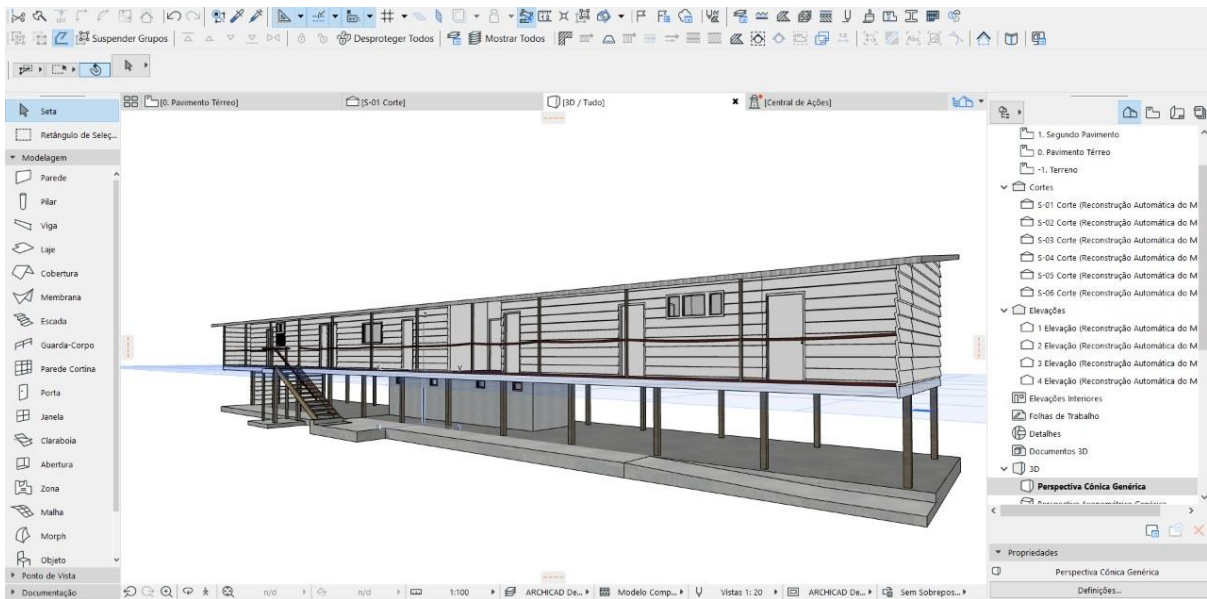 Suspender Grupos
Desproteger Todos
Mostrar Todos
[0. Pavimento Térreo]
[S-01 Corte]
[3D / Tudo]
[Central de Ações]
Seta
Retângulo de Seleç...
Modelagem
Parede
Pilar
Viga
Laje
Cobertura
Membrana
Escada
Guarda-Corpo
Parede Cortina
Porta
Janela
Claraboia
Abertura
Zona
Malha
Morph
Objeto
Ponto de Vista
Documentação
1. Segundo Pavimento
0. Pavimento Térreo
-1. Terreno
Cortes
S-01 Corte (Reconstrução Automática do M
S-02 Corte (Reconstrução Automática do M
S-03 Corte (Reconstrução Automática do M
S-04 Corte (Reconstrução Automática do M
S-05 Corte (Reconstrução Automática do M
S-06 Corte (Reconstrução Automática do M
Elevações
1 Elevação (Reconstrução Automática do M
2 Elevação (Reconstrução Automática do M
3 Elevação (Reconstrução Automática do M
4 Elevação (Reconstrução Automática do M
Elevações Interiores
Folhas de Trabalho
Detalhes
Documentos 3D
3D
Perspectiva Cônica Genérica
Propriedades
Perspectiva Cônica Genérica
Definições...
n/d
n/d
1:100
ARCHICAD De...
Modelo Comp...
Vistas 1: 20
ARCHICAD De...
Sem Sobrepos...